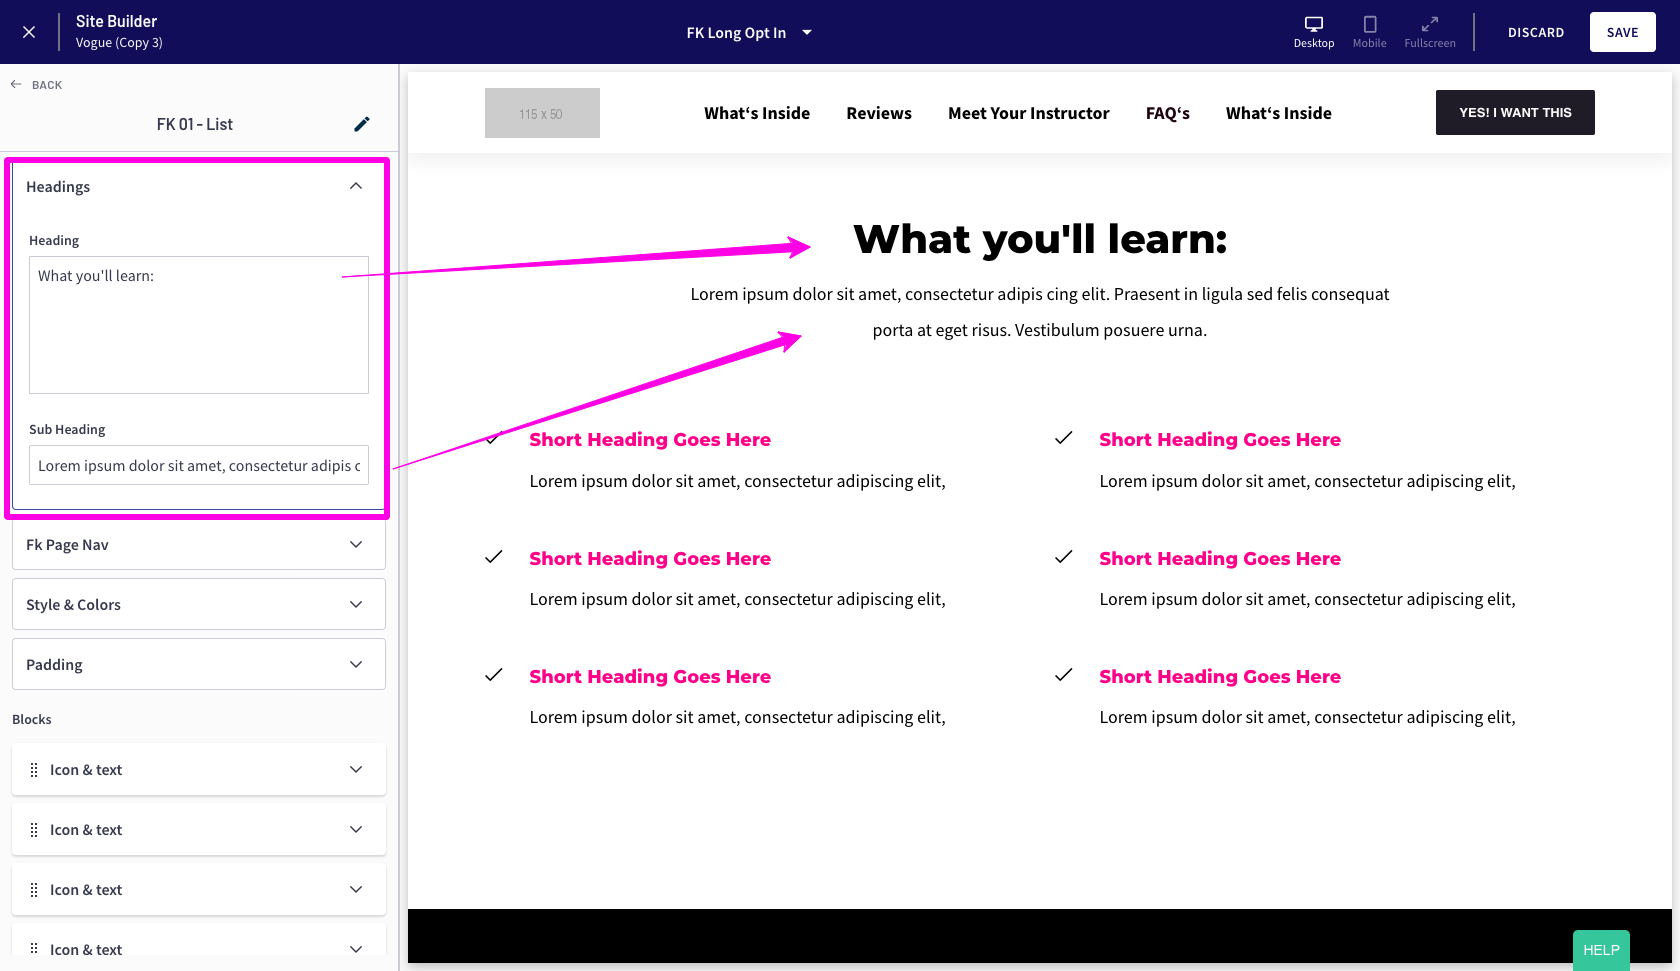 Site Builder
Vogue (Copy 3)
FK Long Opt In
Desktop
Mobile
Fullscreen
DISCARD
SAVE
BACK
FK 01 - List
Headings
Heading
What you'll learn:
Sub Heading
Lorem ipsum dolor sit amet, consectetur adipis c
Fk Page Nav
Style & Colors
Padding
Blocks
Icon & text
Icon & text
Icon & text
Icon & text
115 x 50
What‘s Inside
Reviews
Meet Your Instructor
FAQ‘s
What‘s Inside
YES! I WANT THIS
What you'll learn:
Lorem ipsum dolor sit amet, consectetur adipis cing elit. Praesent in ligula sed felis consequat
porta at eget risus. Vestibulum posuere urna.
Short Heading Goes Here
Lorem ipsum dolor sit amet, consectetur adipiscing elit,
Short Heading Goes Here
Lorem ipsum dolor sit amet, consectetur adipiscing elit,
Short Heading Goes Here
Lorem ipsum dolor sit amet, consectetur adipiscing elit,
Short Heading Goes Here
Lorem ipsum dolor sit amet, consectetur adipiscing elit,
Short Heading Goes Here
Lorem ipsum dolor sit amet, consectetur adipiscing elit,
Short Heading Goes Here
Lorem ipsum dolor sit amet, consectetur adipiscing elit,
HELP